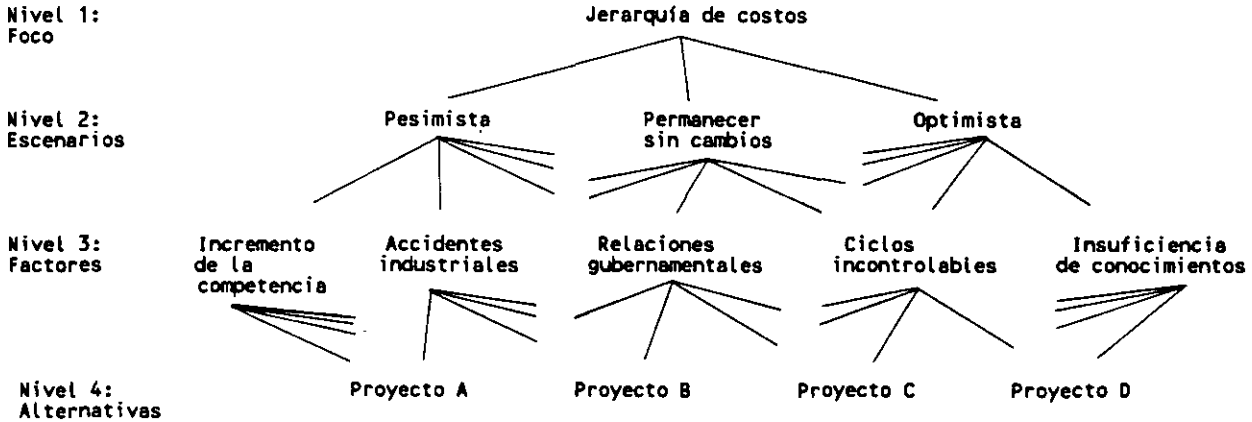 Nivel 1:
Foco
Jerarquía de costos
Nivel 2:
Escenarios
Pesimista
Permanecer
sin cambios
Optimista
Nivel 3:
Factores
Incremento
de la
competencia
Accidentes
industriales
Relaciones
gubernamentales
Ciclos
incontrolables
Insuficiencia
de conocimientos
Nivel 4:
Alternativas
Proyecto A
Proyecto B
Proyecto C
Proyecto D